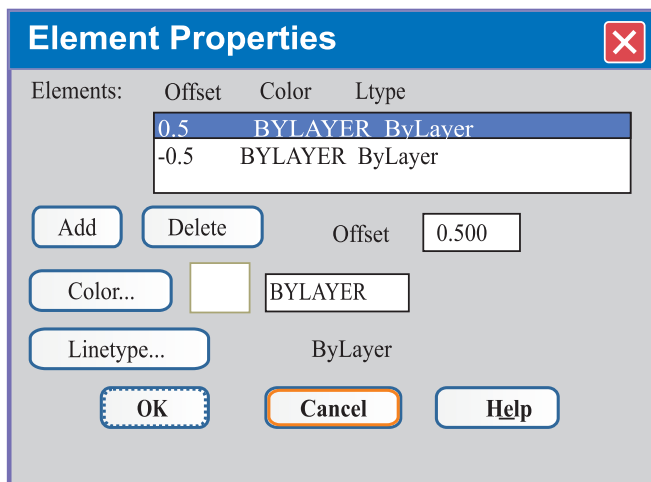 Element Properties
Elements: Offset Color Ltype
0.5 BYLAYER ByLayer
-0.5 BYLAYER ByLayer
Add Delete Offset 0.500
Color... BYLAYER
Linetype... ByLayer
OK Cancel Help